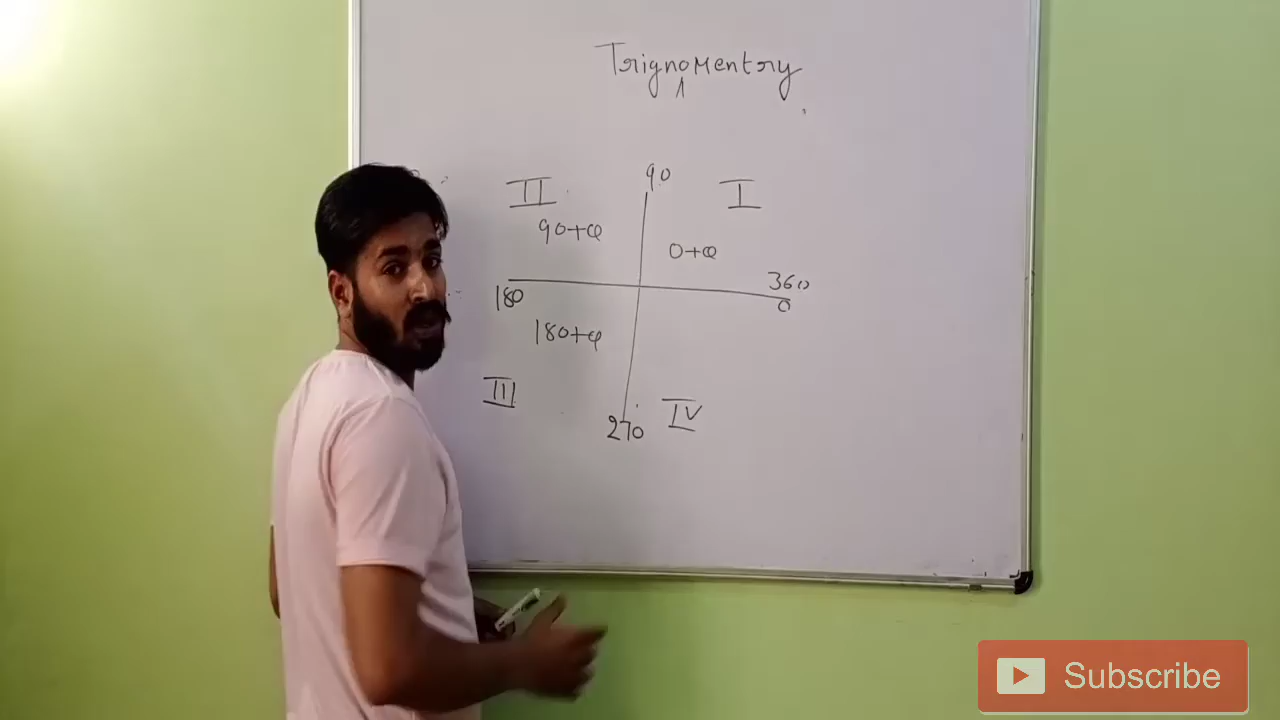 Trignomentry
90
II
I
90+θ
0+θ
360
180
0
180+θ
III
IV
270
Subscribe